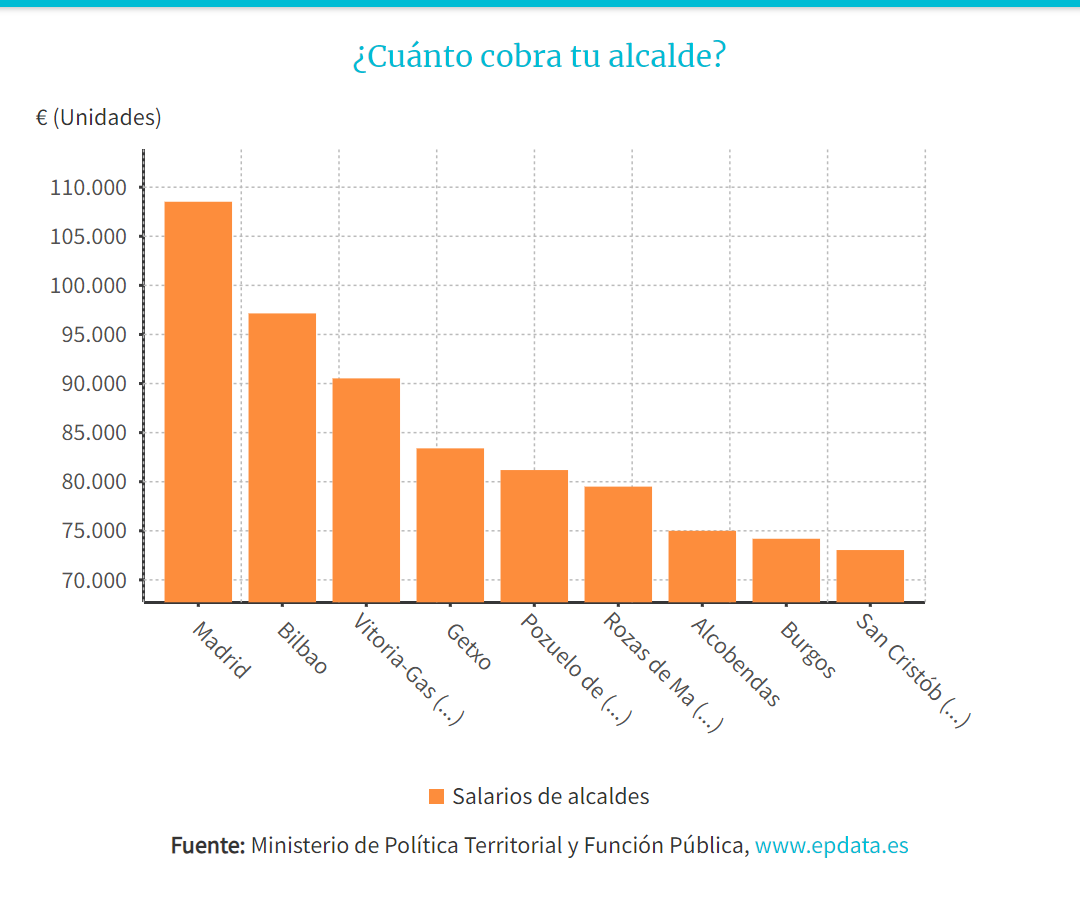 ¿Cuánto cobra tu alcalde?
€ (Unidades)
110.000
105.000
100.000
95.000
90.000
85.000
80.000
75.000
70.000
Madrid
Bilbao
Vitoria-Gas (...)
Getxo
Pozuelo de (...)
Rozas de Ma (...)
Alcobendas
Burgos
San Cristób (...)
Salarios de alcaldes
Fuente: Ministerio de Política Territorial y Función Pública, www.epdata.es